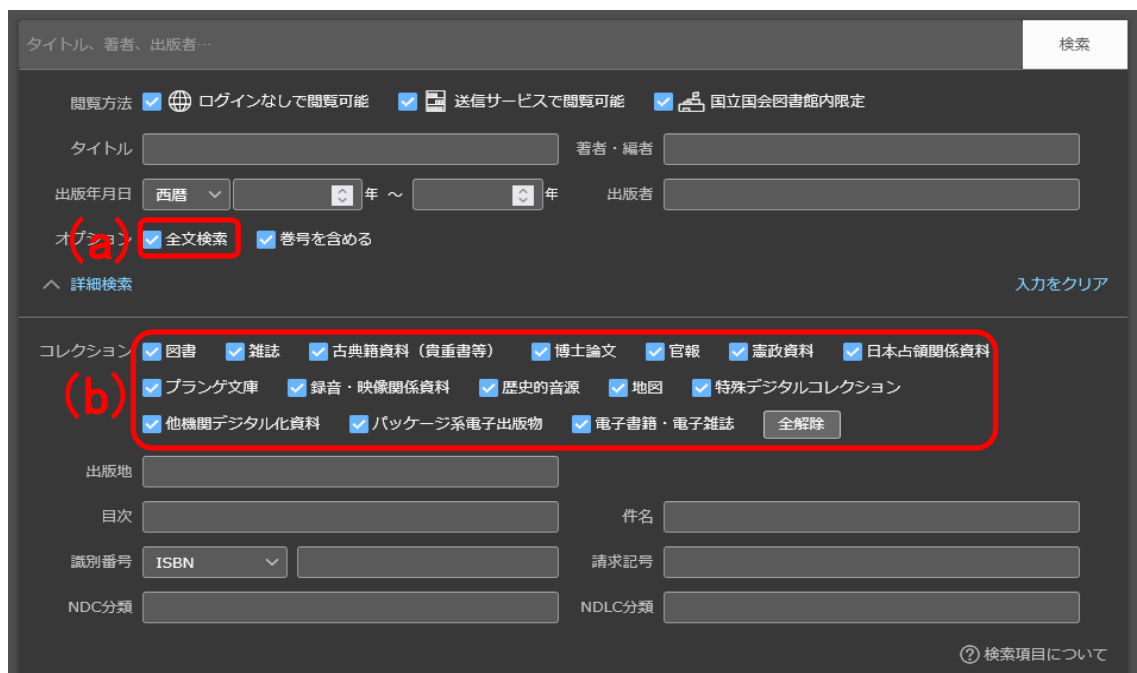 タイトル、著者、出版者… 検索
閲覧方法 ログインなしで閲覧可能 送信サービスで閲覧可能 国立国会図書館内限定
タイトル 著者・編者
出版年月日 西暦 年 ～ 年 出版者
(a) オプション 全文検索 巻号を含める
詳細検索 入力をクリア
コレクション 図書 雑誌 古典籍資料（貴重書等） 博士論文 官報 憲政資料 日本占領関係資料
(b) プランゲ文庫 録音・映像関係資料 歴史的音源 地図 特殊デジタルコレクション
他機関デジタル化資料 パッケージ系電子出版物 電子書籍・電子雑誌 全解除
出版地
目次 件名
識別番号 ISBN 請求記号
NDC分類 NDLC分類
? 検索項目について